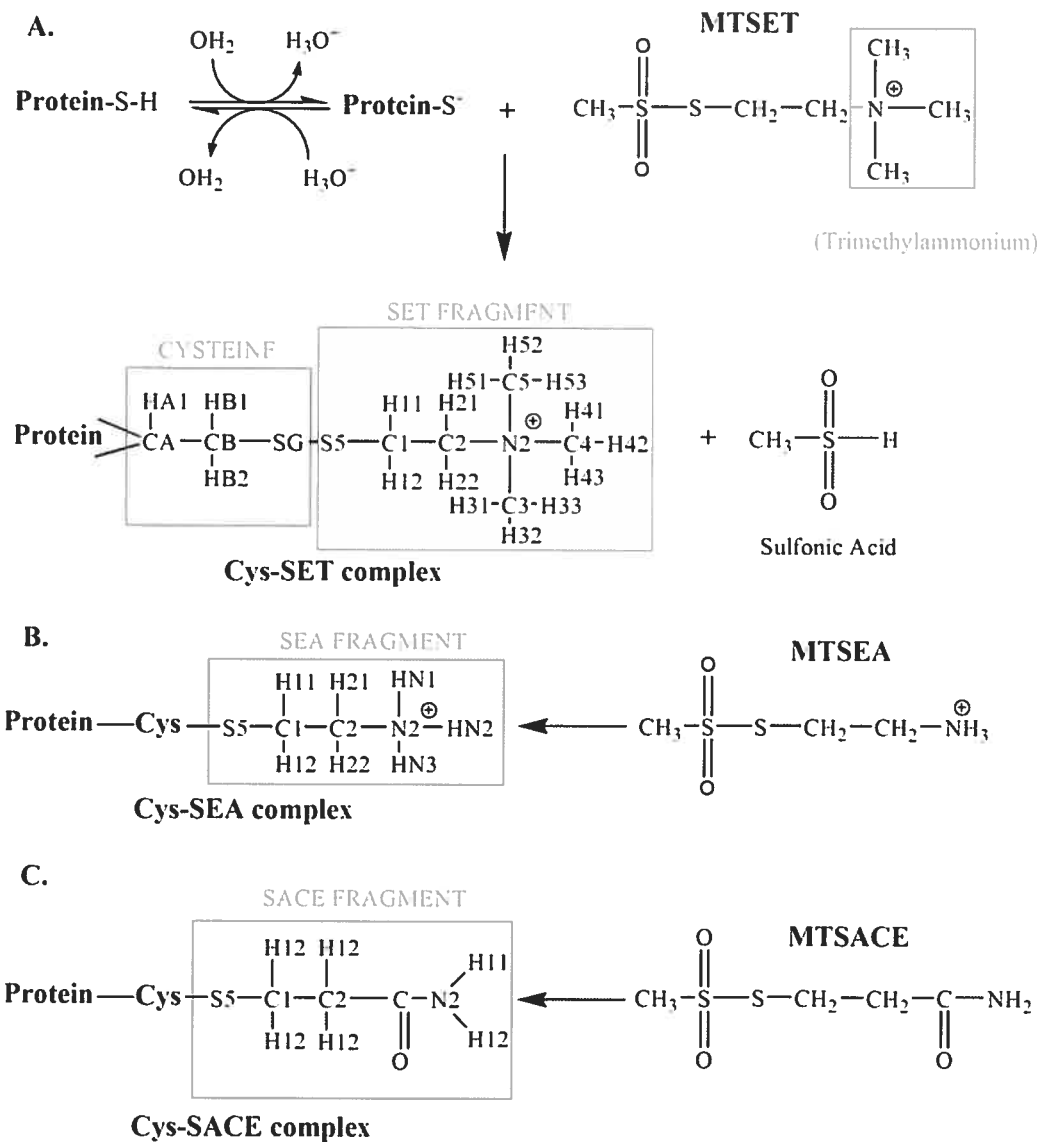 A.
MTSET
OH2 H3O-
Protein-S-H Protein-S- + CH3-S-S-CH2-CH2-N-CH3
O
O
CH3
⊕
CH3
OH2 H3O-
(Trimethylammonium)
SET FRAGMFNT
CYSTEINF
H52
H51-C5-H53
HA1 HB1 H11 H21 ⊕ H41
Protein CA-CB-SG-S5-C1-C2-N2-C4-H42 + CH3-S-H
O
O
HB2 H12 H22 H43
H31-C3-H33
H32
Sulfonic Acid
Cys-SET complex
B.
SEA FRAGMENT
MTSEA
H11 H21 HN1
⊕
Protein-Cys-S5-C1-C2-N2-HN2
H12 H22 HN3
O
⊕
CH3-S-S-CH2-CH2-NH3
O
Cys-SEA complex
C.
SACE FRAGMENT
MTSACE
H12 H12 H11
Protein-Cys-S5-C1-C2-C-N2
H12 H12 O H12
O
CH3-S-S-CH2-CH2-C-NH2
O O
Cys-SACE complex